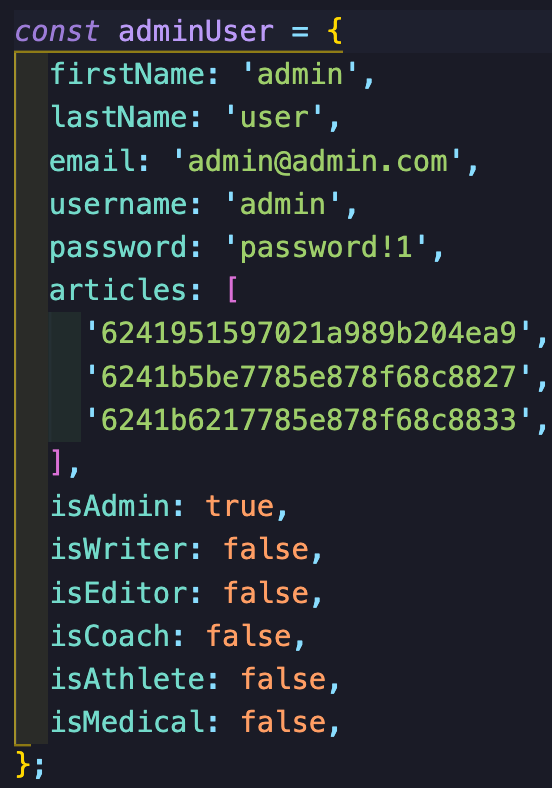 const adminUser = {
firstName: 'admin',
lastName: 'user',
email: 'admin@admin.com',
username: 'admin',
password: 'password!1',
articles: [
'6241951597021a989b204ea9',
'6241b5be7785e878f68c8827',
'6241b6217785e878f68c8833',
],
isAdmin: true,
isWriter: false,
isEditor: false,
isCoach: false,
isAthlete: false,
isMedical: false,
};